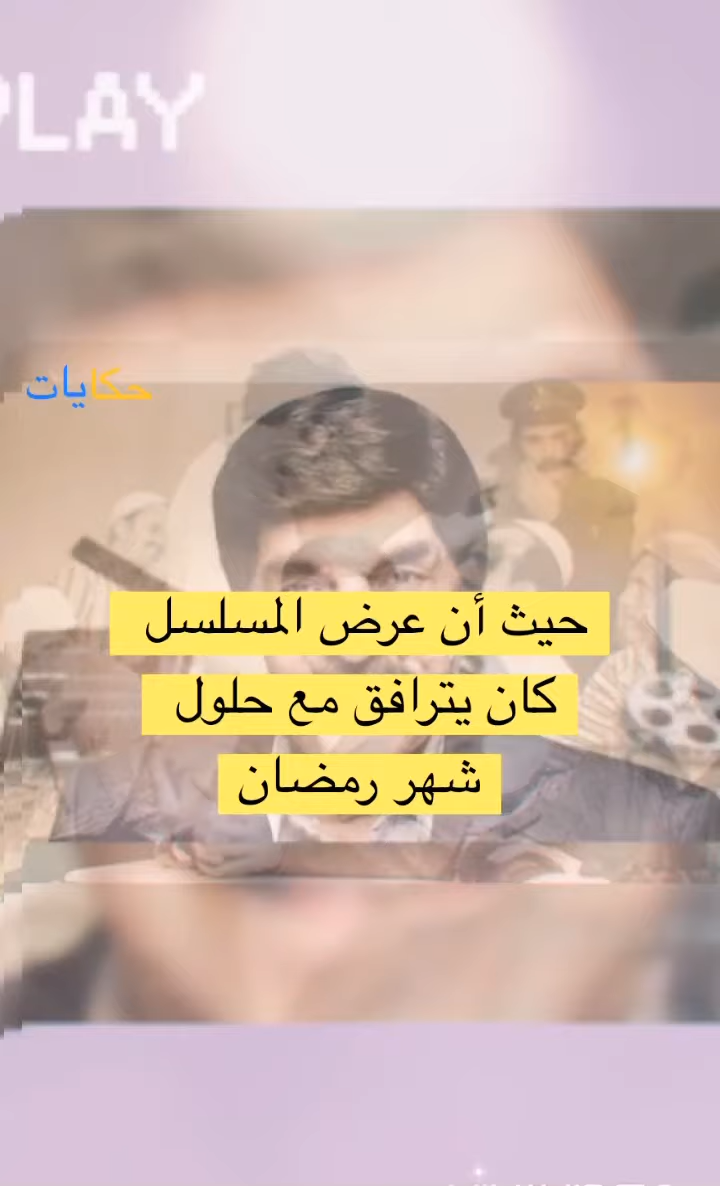 PLAY
حكايات
حيث أن عرض المسلسل
كان يترافق مع حلول
شهر رمضان